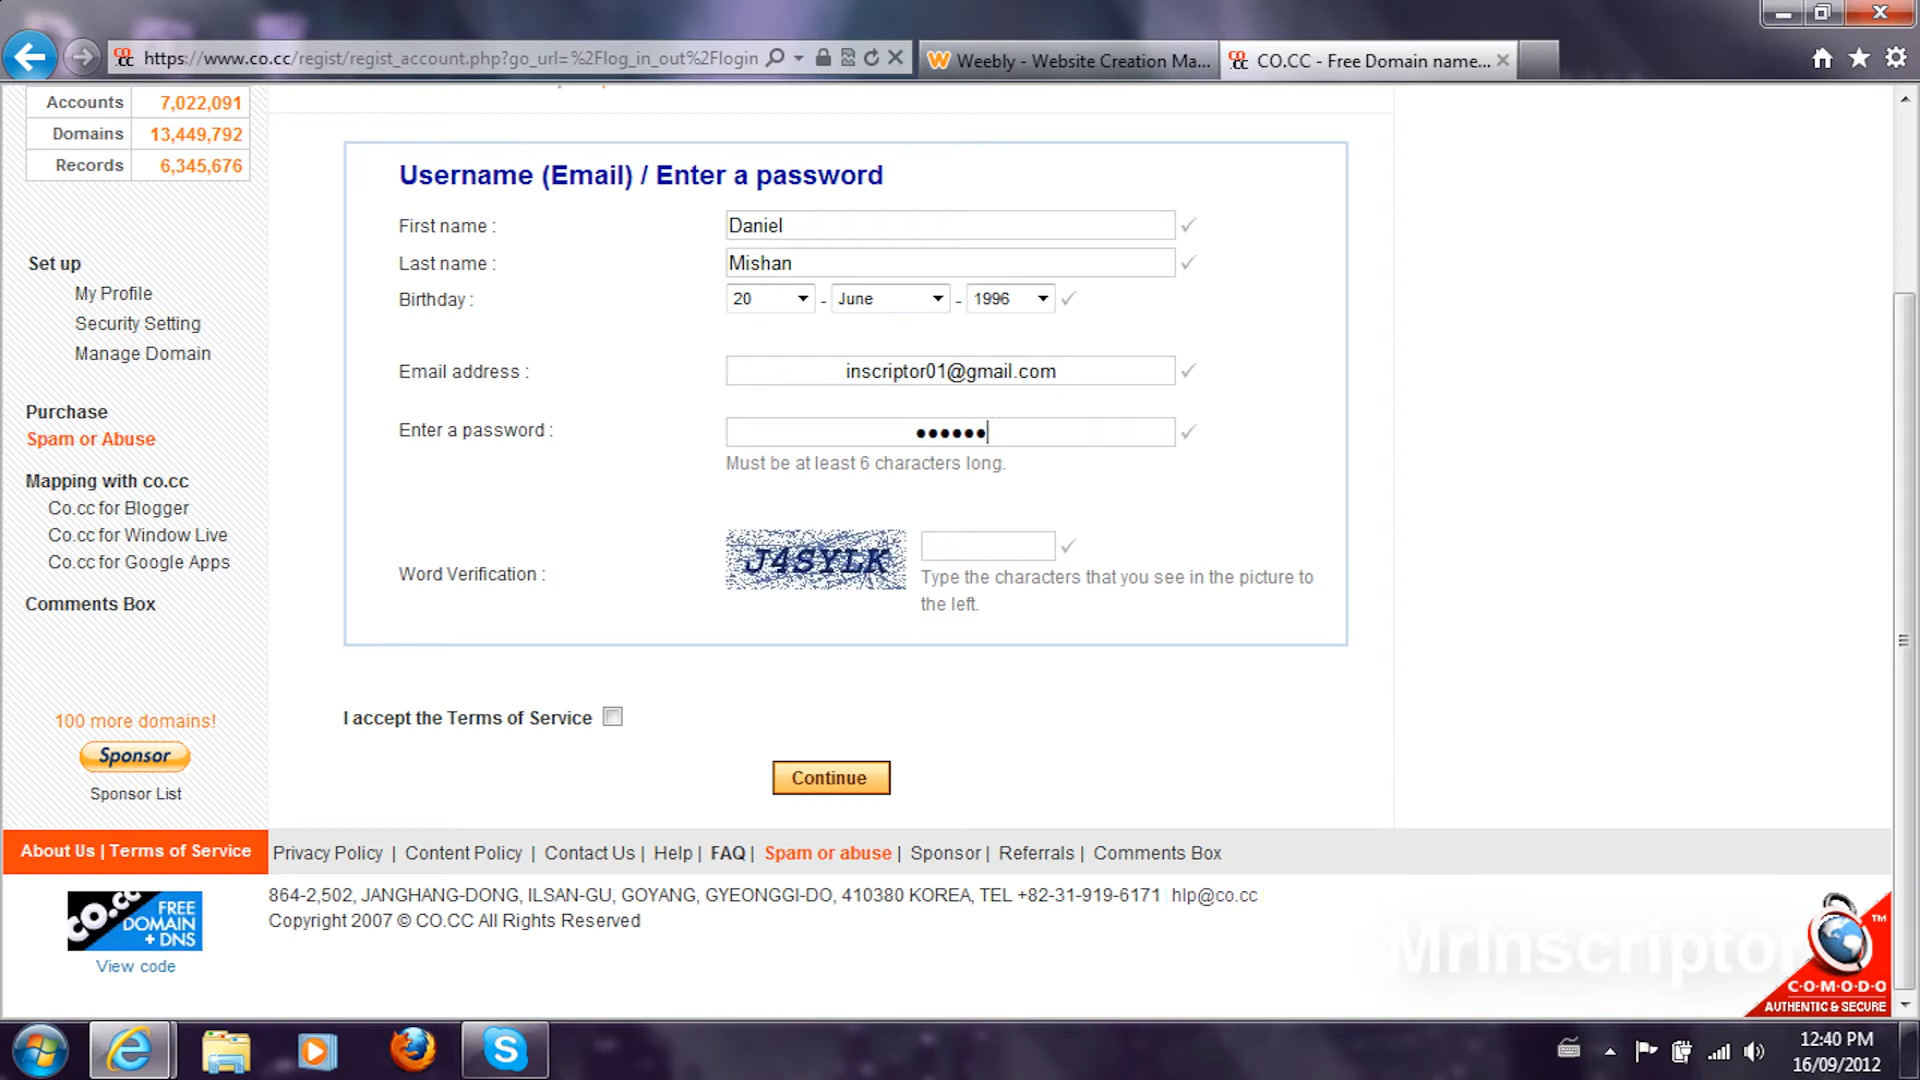 https://www.co.cc/regist/regist_account.php?go_url=%2Flog_in_out%2Flogin
Weebly - Website Creation Ma...
CO.CC - Free Domain name...
Accounts 7,022,091
Domains 13,449,792
Records 6,345,676
Set up
My Profile
Security Setting
Manage Domain
Purchase
Spam or Abuse
Mapping with co.cc
Co.cc for Blogger
Co.cc for Window Live
Co.cc for Google Apps
Comments Box
100 more domains!
Sponsor
Sponsor List
Username (Email) / Enter a password
First name : Daniel
Last name : Mishan
Birthday : 20 - June - 1996
Email address : inscriptor01@gmail.com
Enter a password : ••••••
Must be at least 6 characters long.
Word Verification : J4SYLK
Type the characters that you see in the picture to
the left.
I accept the Terms of Service
Continue
About Us | Terms of Service
Privacy Policy | Content Policy | Contact Us | Help | FAQ | Spam or abuse | Sponsor | Referrals | Comments Box
co.cc FREE
DOMAIN
+ DNS
View code
864-2,502, JANGHANG-DONG, ILSAN-GU, GOYANG, GYEONGGI-DO, 410380 KOREA, TEL +82-31-919-6171 hlp@co.cc
Copyright 2007 © CO.CC All Rights Reserved
MrInscriptor
TM
C·O·M·O·D·O
AUTHENTIC & SECURE
12:40 PM
16/09/2012